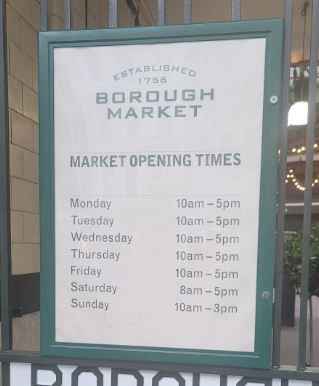 ESTABLISHED
1756
BOROUGH
MARKET
MARKET OPENING TIMES
Monday 10am – 5pm
Tuesday 10am – 5pm
Wednesday 10am – 5pm
Thursday 10am – 5pm
Friday 10am – 5pm
Saturday 8am – 5pm
Sunday 10am – 3pm
BOROUGH